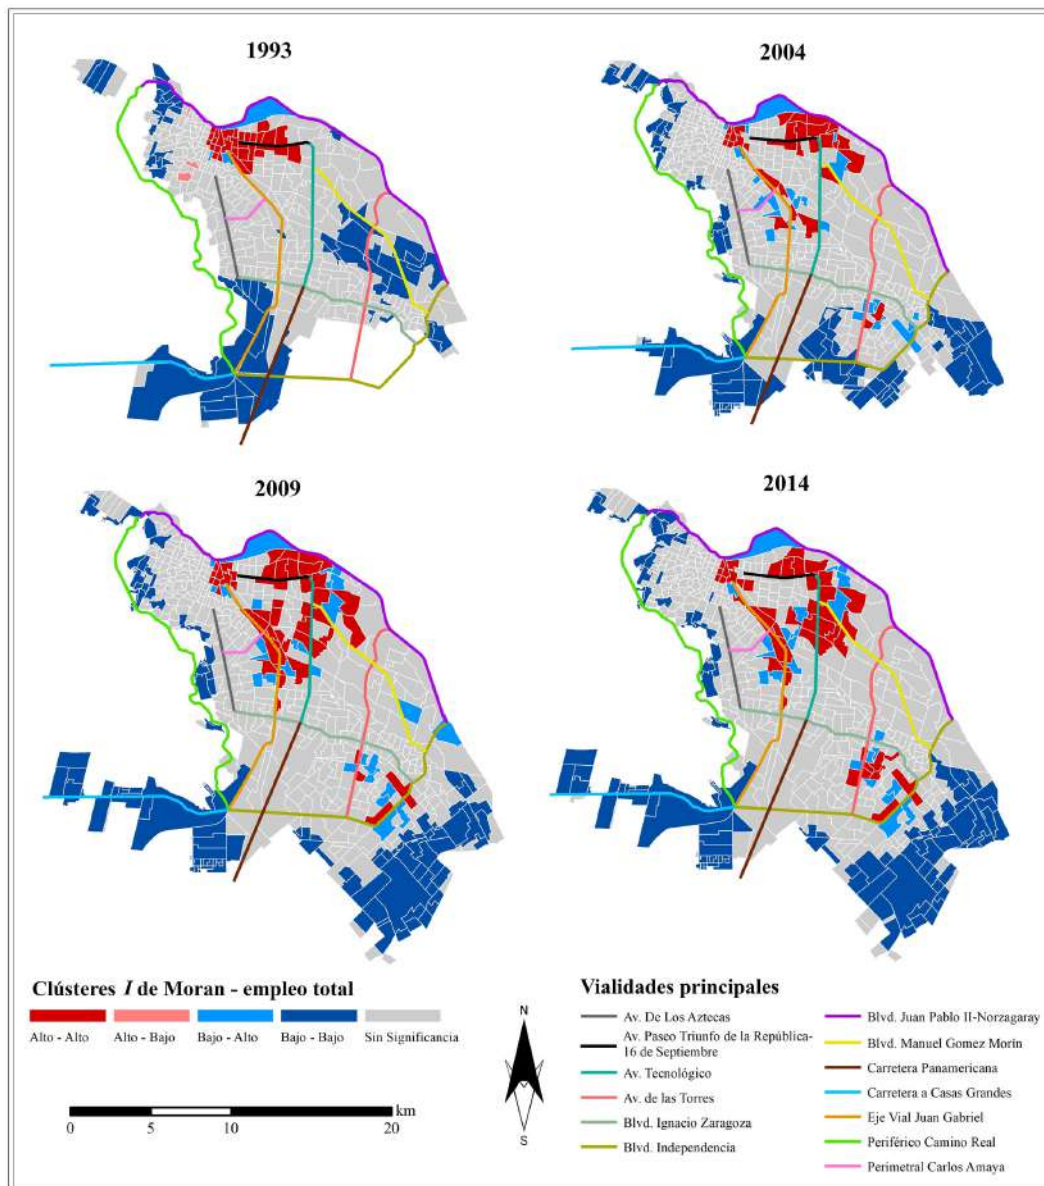 1993
2004
2009
2014
Clústeres I de Moran - empleo total
Alto - Alto
Alto - Bajo
Bajo - Alto
Bajo - Bajo
Sin Significancia
km
0
5
10
20
N
S
Vialidades principales
Av. De Los Aztecas
Av. Paseo Triunfo de la República-
16 de Septiembre
Av. Tecnológico
Av. de las Torres
Blvd. Ignacio Zaragoza
Blvd. Independencia
Blvd. Juan Pablo II-Norzagaray
Blvd. Manuel Gomez Morín
Carretera Panamericana
Carretera a Casas Grandes
Eje Vial Juan Gabriel
Periférico Camino Real
Perimetral Carlos Amaya